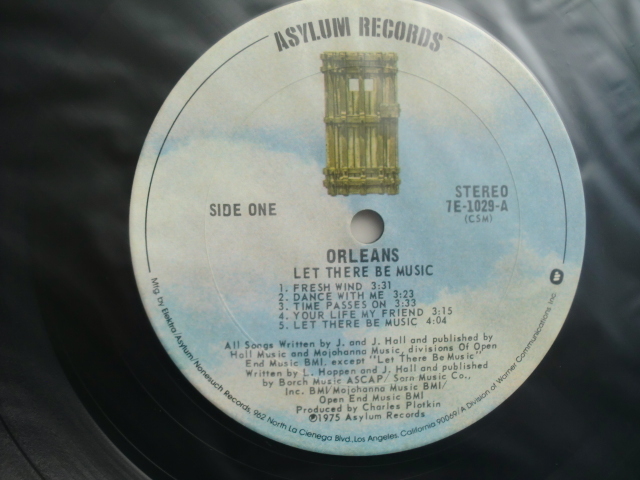 ASYLUM RECORDS
SIDE ONE
STEREO
7E-1029-A
(CSM)
ORLEANS
LET THERE BE MUSIC
1. FRESH WIND 3:31
2. DANCE WITH ME 3:23
3. TIME PASSES ON 3:33
4. YOUR LIFE MY FRIEND 3:15
5. LET THERE BE MUSIC 4:04
All Songs Written by J. and J. Hall and published by
Hall Music and Mojohanna Music, divisions Of Open
End Music BMI, except "Let There Be Music"
Written by L. Hoppen and J. Hall and published
by Borch Music ASCAP/ Sorn Music Co.,
Inc. BMI/Mojohanna Music BMI/
Open End Music BMI
Produced by Charles Plotkin
℗1975 Asylum Records
Mfg. by Elektra/Asylum/Nonesuch Records, 962 North La Cienega Blvd., Los Angeles, California 90069/A Division of Warner Communications Inc.